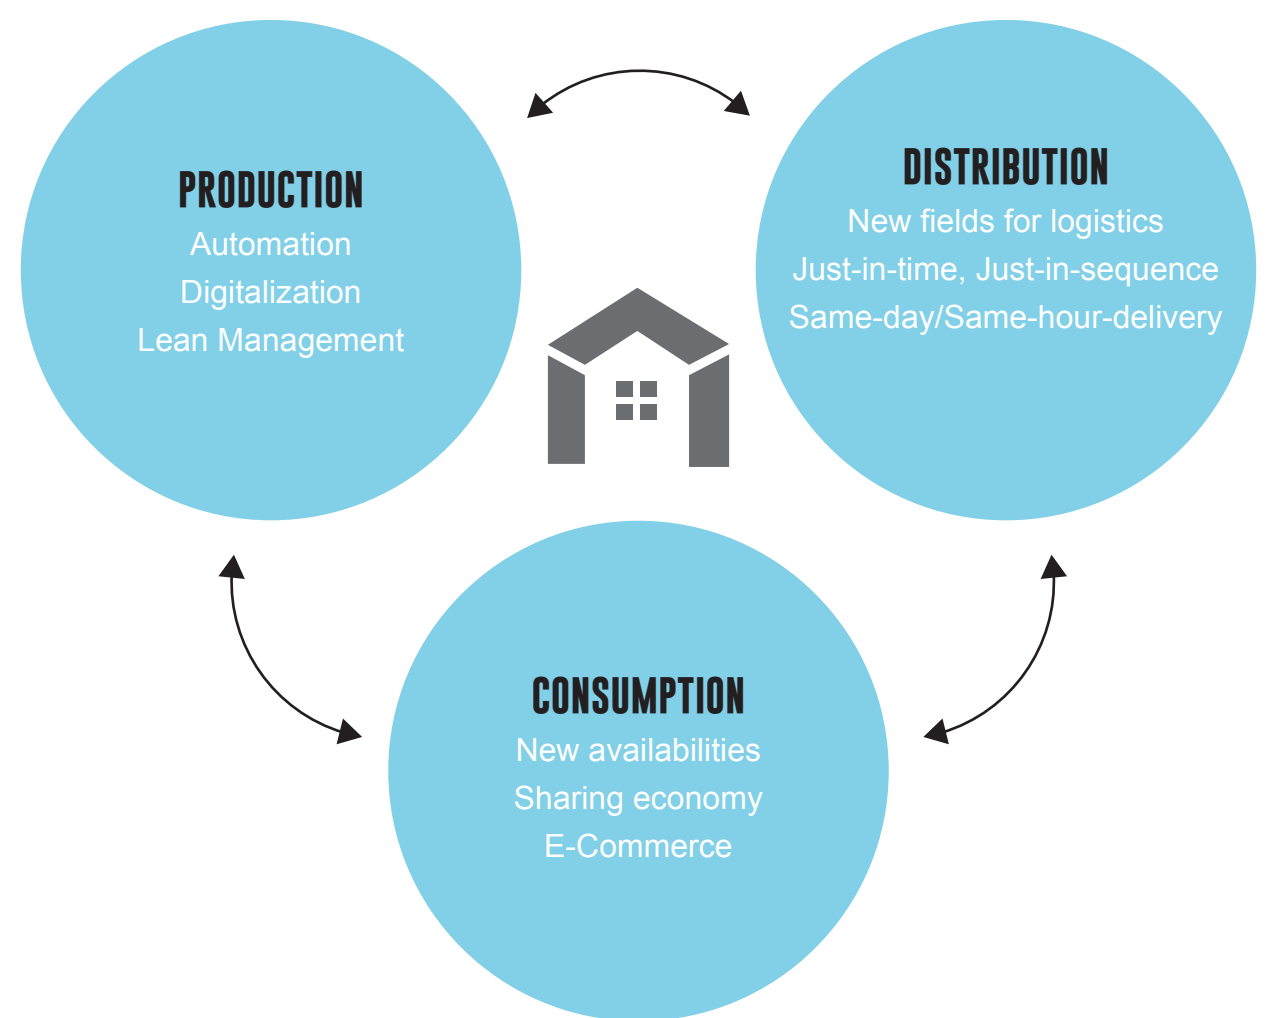 PRODUCTION
Automation
Digitalization
Lean Management
DISTRIBUTION
New fields for logistics
Just-in-time, Just-in-sequence
Same-day/Same-hour-delivery
CONSUMPTION
New availabilities
Sharing economy
E-Commerce